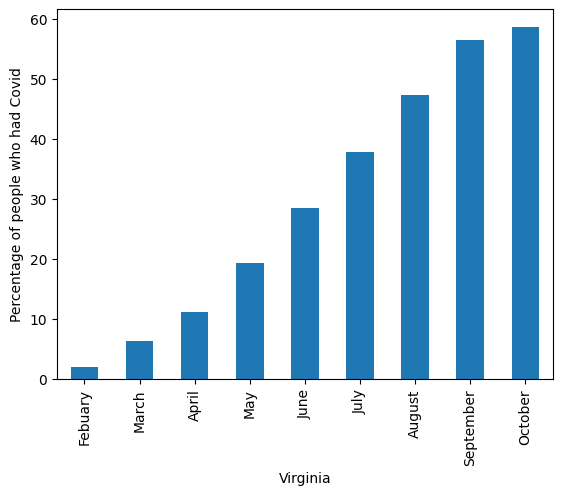 Percentage of people who had Covid
60
50
40
30
20
10
0
Febuary
March
April
May
June
July
August
September
October
Virginia